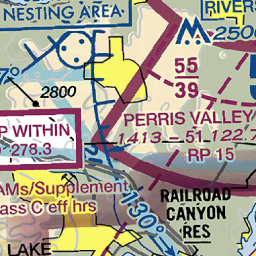 NESTING AREA
RIVERS
2500
7°
2800
55
39
PERRIS VALLEY
1413 - 51 122.7
RP 15
P WITHIN
278.3
AMs/Supplement
ass C eff hrs
130°
RAILROAD
CANYON
RES
LAKE